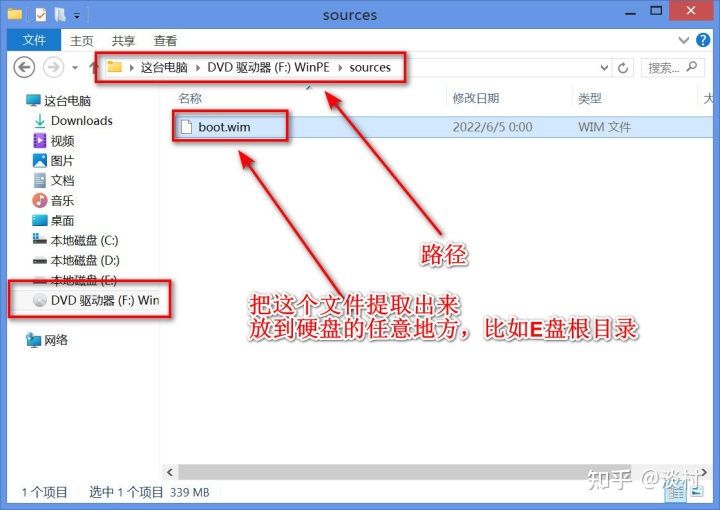 sources
文件 主页 共享 查看
这台电脑 DVD 驱动器 (F:) WinPE sources
搜索...
名称 修改日期 类型 大
boot.wim 2022/6/5 0:00 WIM 文件
这台电脑
Downloads
视频
图片
文档
音乐
桌面
本地磁盘 (C:)
本地磁盘 (D:)
本地磁盘 (E:)
DVD 驱动器 (F:) Win
网络
路径
把这个文件提取出来
放到硬盘的任意地方，比如E盘根目录
1 个项目 选中 1 个项目 339 MB
知乎 @淡村